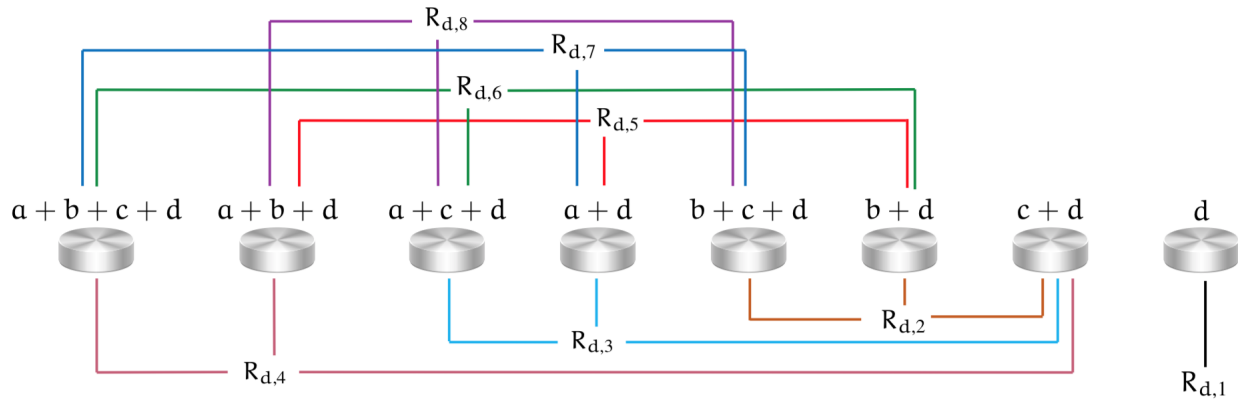 R_{d,8}
R_{d,7}
R_{d,6}
R_{d,5}
a + b + c + d   a + b + d   a + c + d   a + d   b + c + d   b + d   c + d   d
R_{d,2}
R_{d,3}
R_{d,4}
R_{d,1}